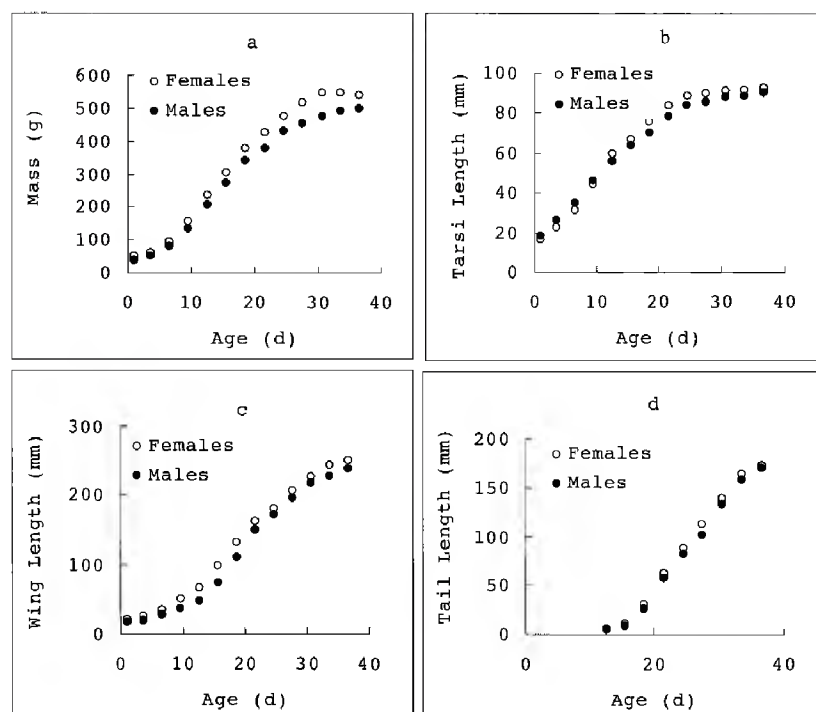 a
Mass (g)
600
500
400
300
200
100
0
○ Females
● Males
0 10 20 30 40
Age (d)
b
Tarsi Length (mm)
100
80
60
40
20
0
○ Females
● Males
0 10 20 30 40
Age (d)
c
Wing Length (mm)
300
200
100
0
○ Females
● Males
0 10 20 30 40
Age (d)
d
Tail Length (mm)
200
150
100
50
0
○ Females
● Males
0 20 40
Age (d)